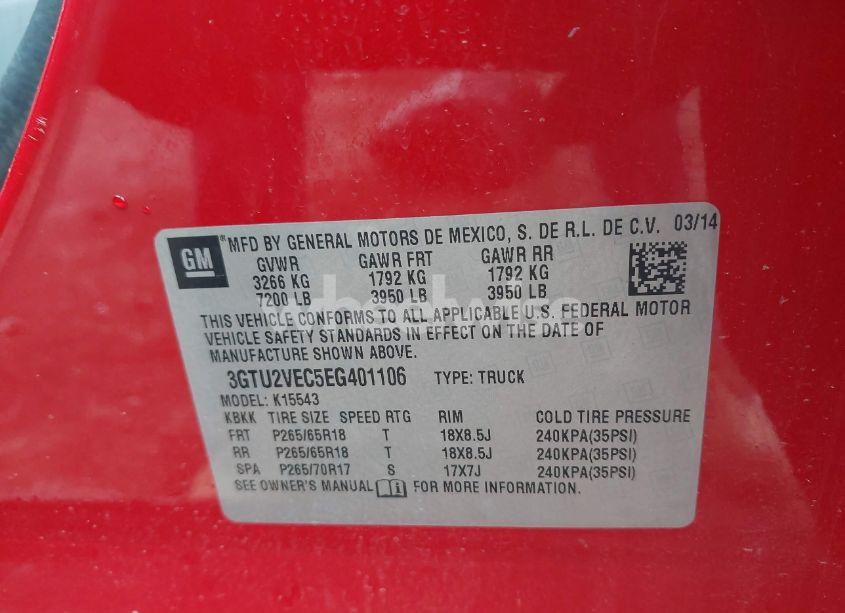 GM ®MFD BY GENERAL MOTORS DE MEXICO, S. DE R.L. DE C.V. 03/14
GVWR GAWR FRT GAWR RR
3266 KG 1792 KG 1792 KG
7200 LB 3950 LB 3950 LB
THIS VEHICLE CONFORMS TO ALL APPLICABLE U.S. FEDERAL MOTOR
VEHICLE SAFETY STANDARDS IN EFFECT ON THE DATE OF
MANUFACTURE SHOWN ABOVE.
3GTU2VEC5EG401106 TYPE: TRUCK
MODEL: K15543
KBKK TIRE SIZE SPEED RTG RIM COLD TIRE PRESSURE
FRT P265/65R18 T 18X8.5J 240KPA(35PSI)
RR P265/65R18 T 18X8.5J 240KPA(35PSI)
SPA P265/70R17 S 17X7J 240KPA(35PSI)
SEE OWNER'S MANUAL FOR MORE INFORMATION.